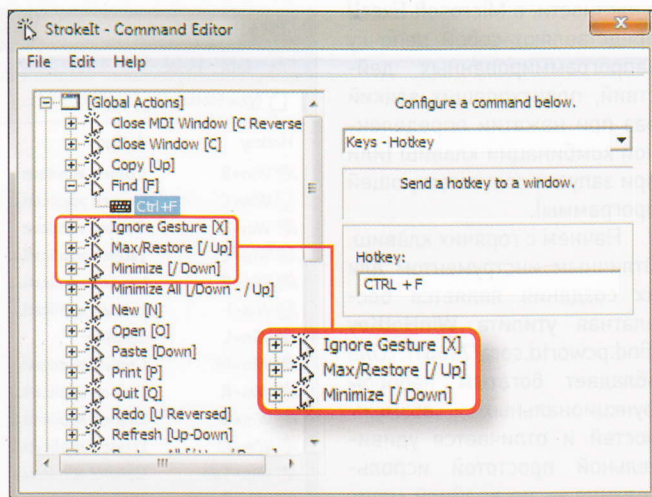 StrokeIt - Command Editor
File Edit Help
[Global Actions]
Close MDI Window [C Reverse
Close Window [C]
Copy [Up]
Find [F]
Ctrl+F
Ignore Gesture [X]
Max/Restore [/ Up]
Minimize [/ Down]
Minimize All [/Down - / Up]
New [N]
Open [O]
Paste [Down]
Print [P]
Quit [Q]
Redo [U Reversed]
Refresh [Up-Down]
Configure a command below.
Keys - Hotkey
Send a hotkey to a window.
Hotkey:
CTRL + F
Ignore Gesture [X]
Max/Restore [/ Up]
Minimize [/ Down]